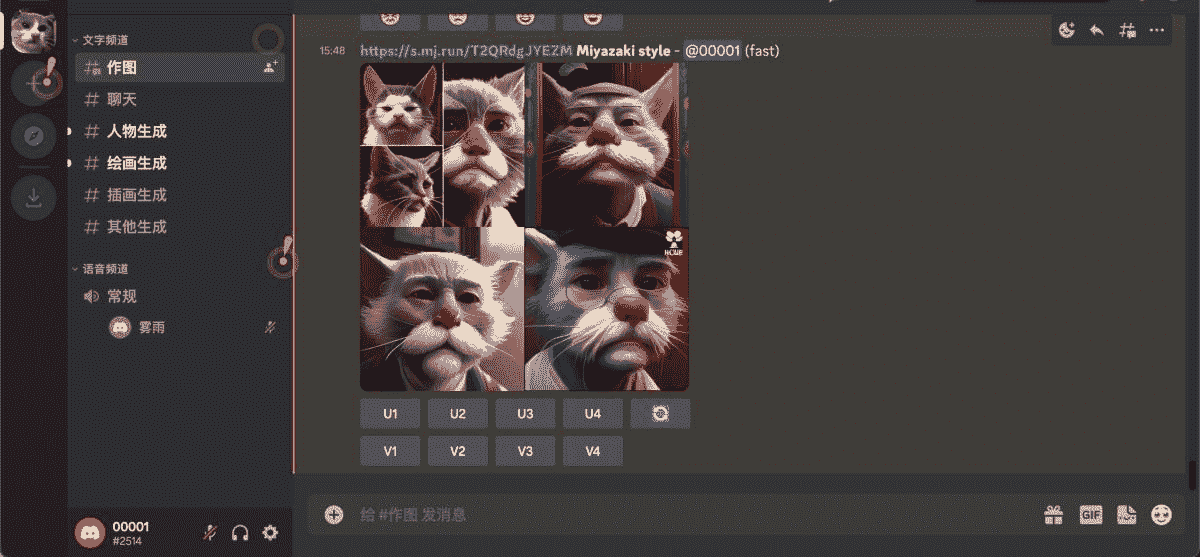 文字频道
作图
聊天
人物生成
绘画生成
插画生成
其他生成
语音频道
常规
雾雨
00001
#2514
15:48 https://s.mj.run/T2QRdgJYEZM Miyazaki style - @00001 (fast)
U1 U2 U3 U4
V1 V2 V3 V4
给 #作图 发消息
GIF